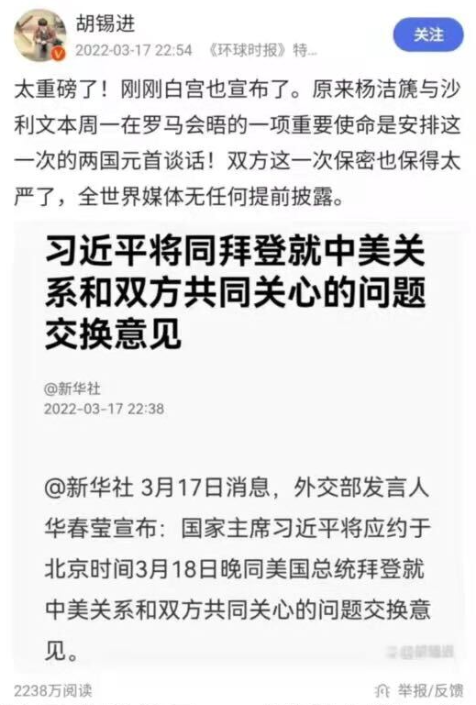 胡锡进
关注
2022-03-17 22:54 《环球时报》特...
太重磅了！刚刚白宫也宣布了。原来杨洁篪与沙
利文本周一在罗马会晤的一项重要使命是安排这
一次的两国元首谈话！双方这一次保密也保得太
严了，全世界媒体无任何提前披露。
习近平将同拜登就中美关
系和双方共同关心的问题
交换意见
@新华社
2022-03-17 22:38
@新华社 3月17日消息，外交部发言人
华春莹宣布：国家主席习近平将应约于
北京时间3月18日晚同美国总统拜登就
中美关系和双方共同关心的问题交换意
见。
2238万阅读
举报/反馈